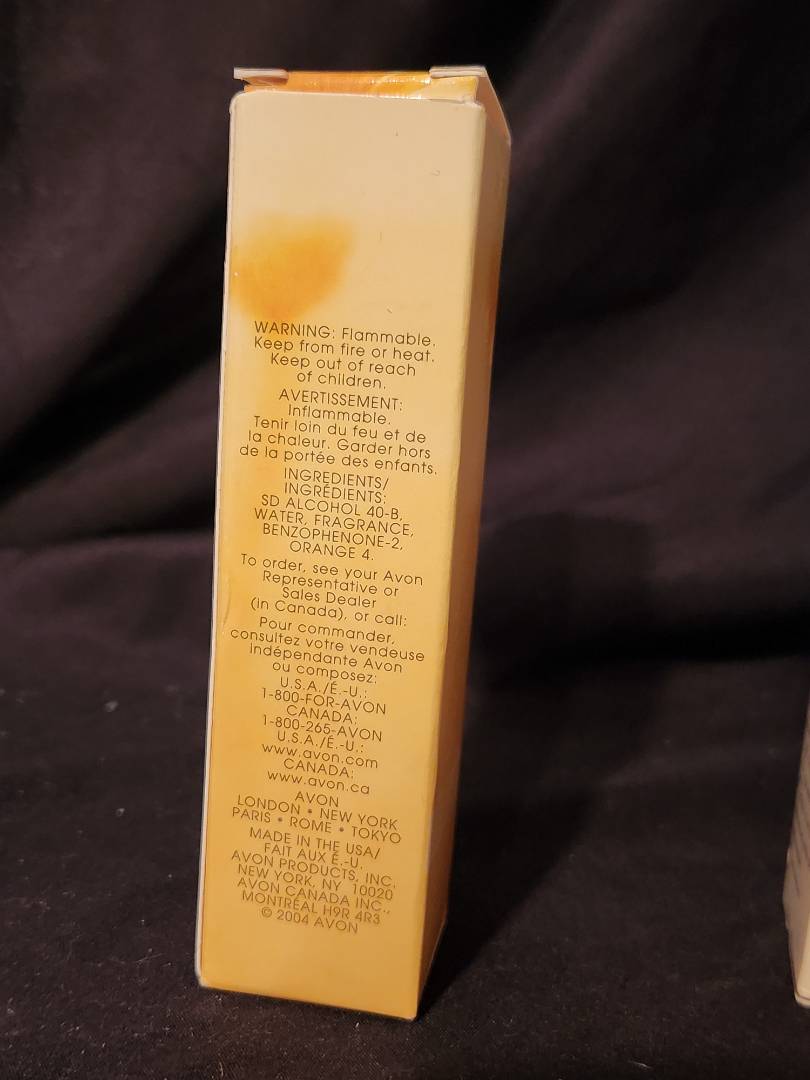 WARNING: Flammable.
Keep from fire or heat.
Keep out of reach
of children.
AVERTISSEMENT:
Inflammable.
Tenir loin du feu et de
la chaleur. Garder hors
de la portée des enfants.
INGREDIENTS/
INGRÉDIENTS:
SD ALCOHOL 40-B,
WATER, FRAGRANCE,
BENZOPHENONE-2,
ORANGE 4.
To order, see your Avon
Representative or
Sales Dealer
(in Canada), or call:
Pour commander,
consultez votre vendeuse
indépendante Avon
ou composez:
U.S.A./É.-U.:
1-800-FOR-AVON
CANADA:
1-800-265-AVON
U.S.A./É.-U.:
www.avon.com
CANADA:
www.avon.ca
AVON
LONDON • NEW YORK
PARIS • ROME • TOKYO
MADE IN THE USA/
FAIT AUX É.-U.
AVON PRODUCTS, INC.
NEW YORK, NY 10020
AVON CANADA INC.,
MONTRÉAL H9R 4R3
© 2004 AVON